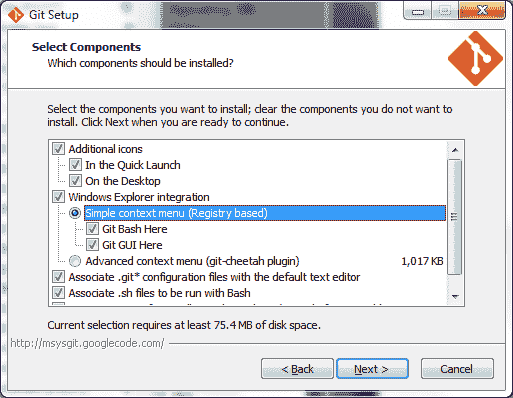 Git Setup
Select Components
Which components should be installed?
Select the components you want to install; clear the components you do not want to
install. Click Next when you are ready to continue.
Additional icons
In the Quick Launch
On the Desktop
Windows Explorer integration
Simple context menu (Registry based)
Git Bash Here
Git GUI Here
Advanced context menu (git-cheetah plugin) 1,017 KB
Associate .git* configuration files with the default text editor
Associate .sh files to be run with Bash
Current selection requires at least 75.4 MB of disk space.
http://msysgit.googlecode.com/
< Back
Next >
Cancel